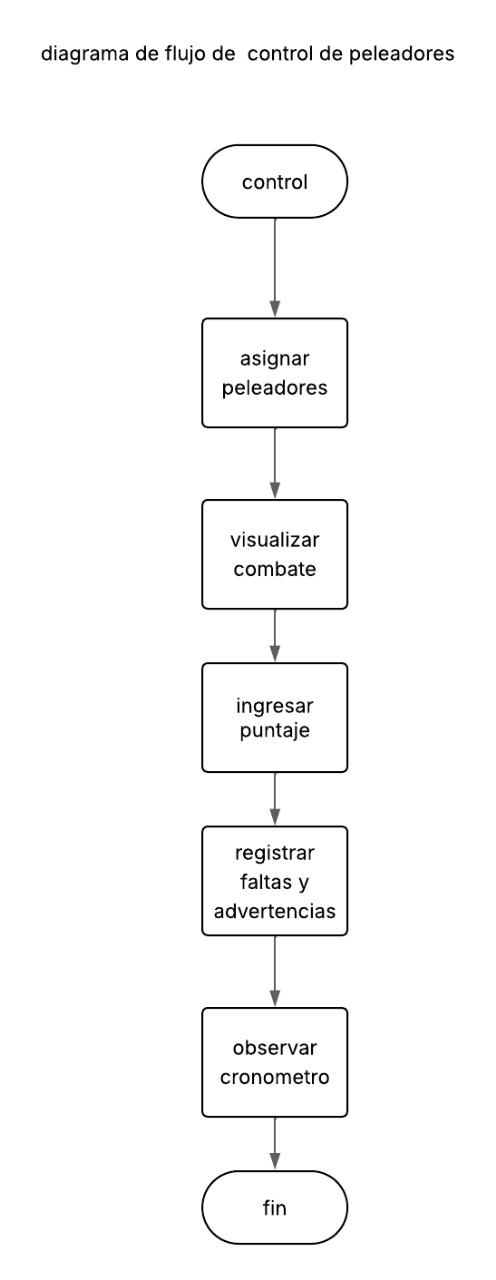 diagrama de flujo de  control de peleadores
control
asignar
peleadores
visualizar
combate
ingresar
puntaje
registrar
faltas y
advertencias
observar
cronometro
fin